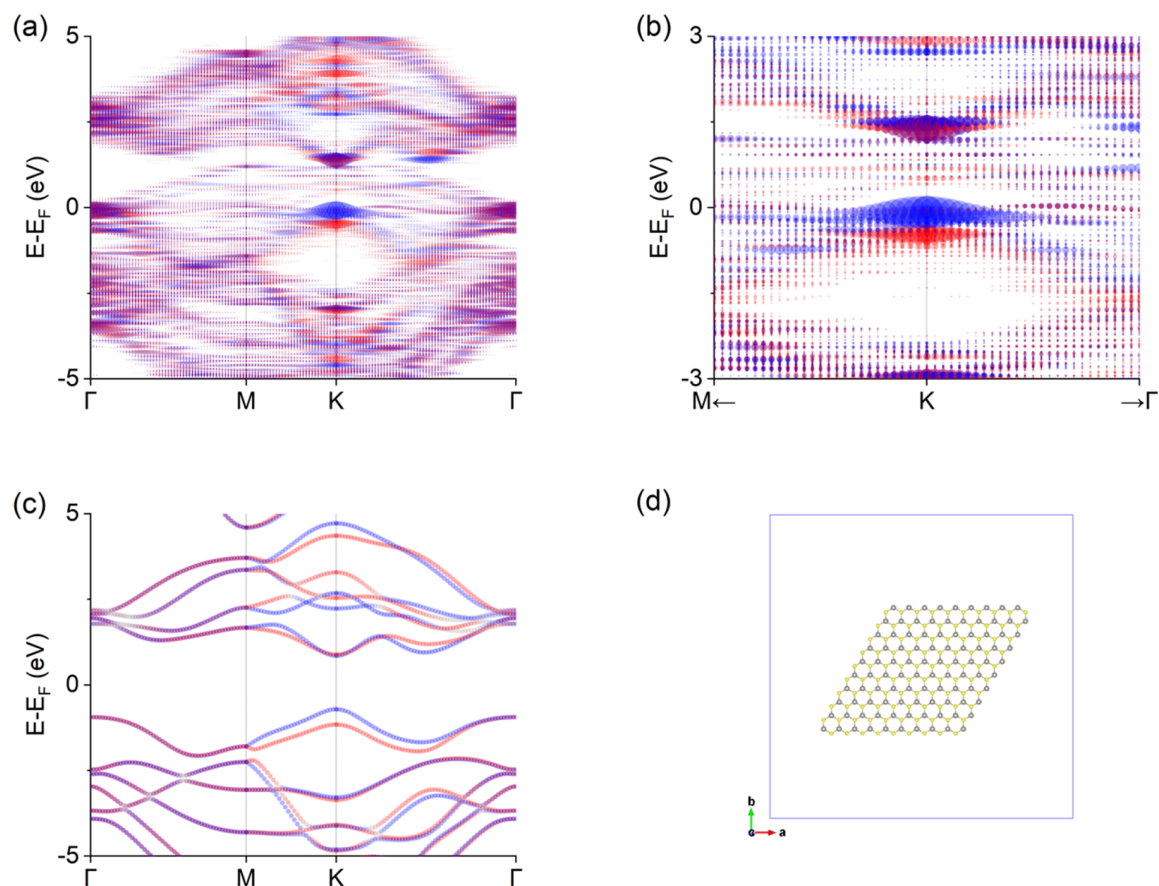 (a)
5
0
-5
E-E_F (eV)
Γ M K Γ
(b)
3
0
-3
E-E_F (eV)
M← K →Γ
(c)
5
0
-5
E-E_F (eV)
Γ M K Γ
(d)
b
c a